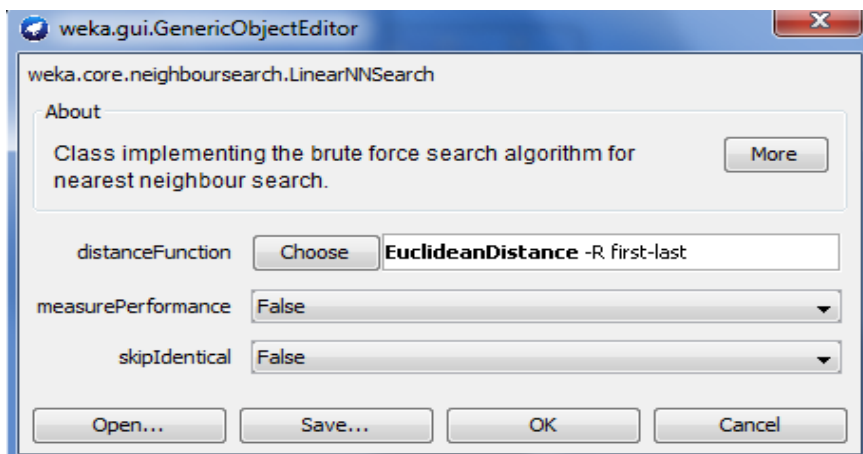 weka.gui.GenericObjectEditor
weka.core.neighboursearch.LinearNNSearch
About
Class implementing the brute force search algorithm for
nearest neighbour search.
More
distanceFunction Choose EuclideanDistance -R first-last
measurePerformance False
skipIdentical False
Open... Save... OK Cancel